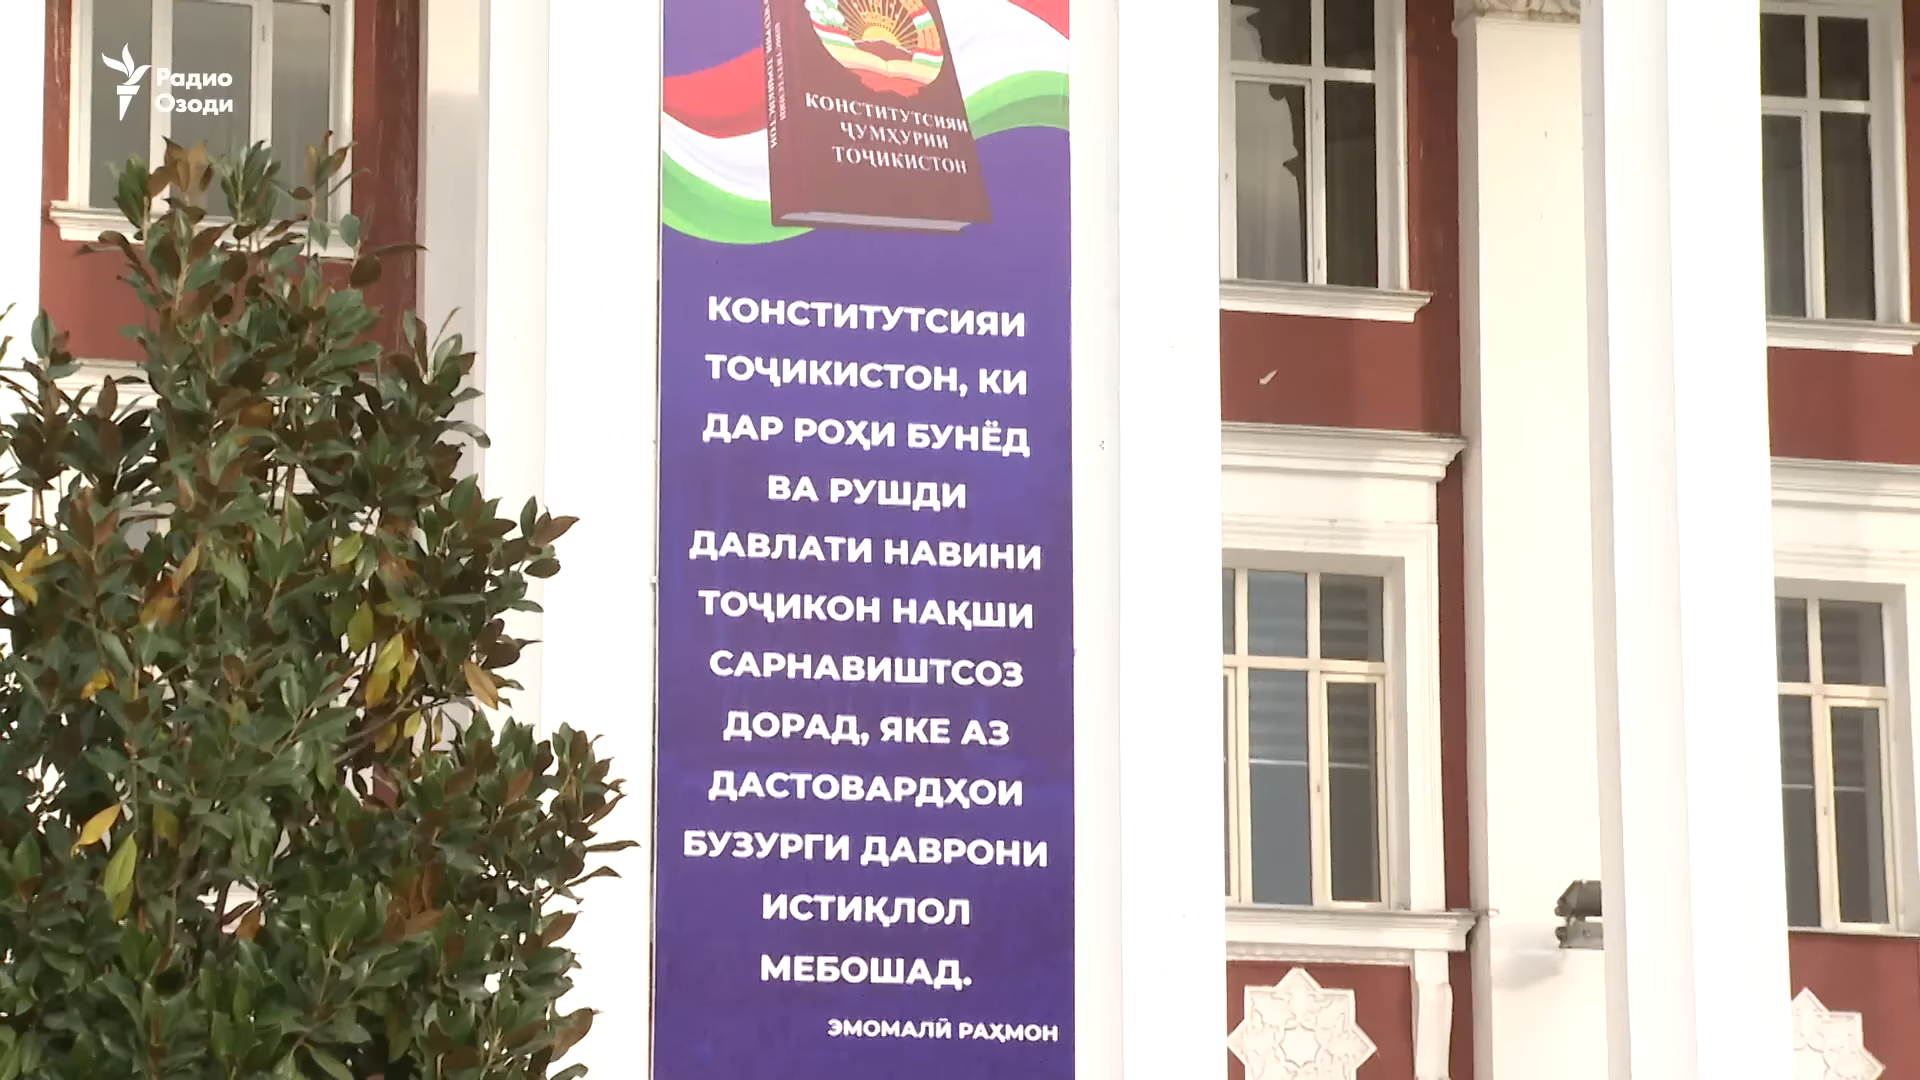 Радио
Озоди
КОНСТИТУТСИЯИ
ҶУМҲУРИИ
ТОҶИКИСТОН
КОНСТИТУТСИЯИ
ТОҶИКИСТОН, КИ
ДАР РОҲИ БУНЁД
ВА РУШДИ
ДАВЛАТИ НАВИНИ
ТОҶИКОН НАҚШИ
САРНАВИШТСОЗ
ДОРАД, ЯКЕ АЗ
ДАСТОВАРДҲОИ
БУЗУРГИ ДАВРОНИ
ИСТИҚЛОЛ
МЕБОШАД.
ЭМОМАЛӢ РАҲМОН